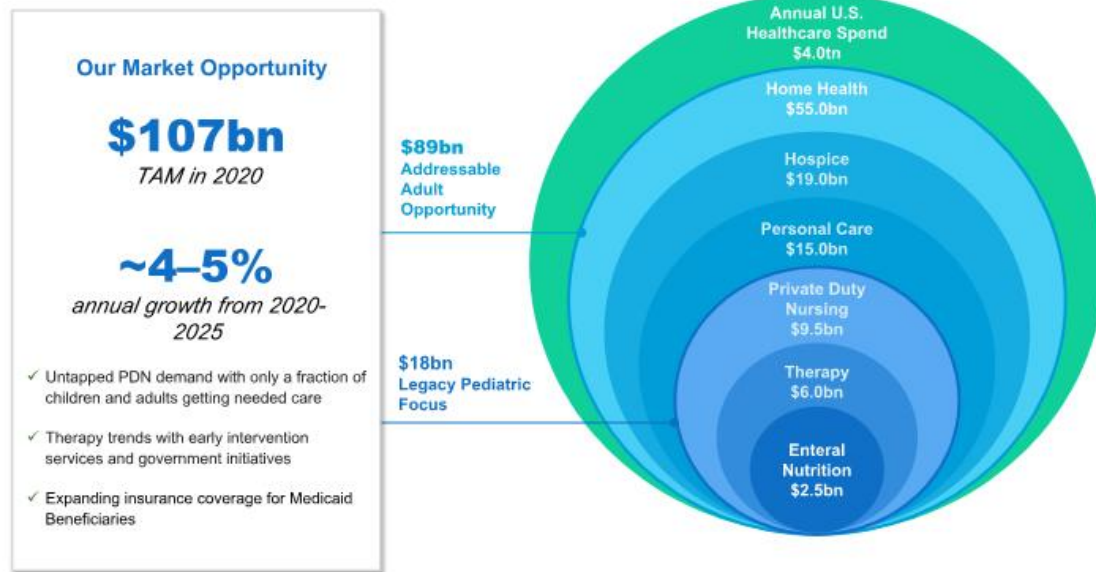 Our Market Opportunity
$107bn
TAM in 2020
~4–5%
annual growth from 2020-
2025
✓ Untapped PDN demand with only a fraction of
children and adults getting needed care
✓ Therapy trends with early intervention
services and government initiatives
✓ Expanding insurance coverage for Medicaid
Beneficiaries
$89bn
Addressable
Adult
Opportunity
$18bn
Legacy Pediatric
Focus
Annual U.S.
Healthcare Spend
$4.0tn
Home Health
$55.0bn
Hospice
$19.0bn
Personal Care
$15.0bn
Private Duty
Nursing
$9.5bn
Therapy
$6.0bn
Enteral
Nutrition
$2.5bn